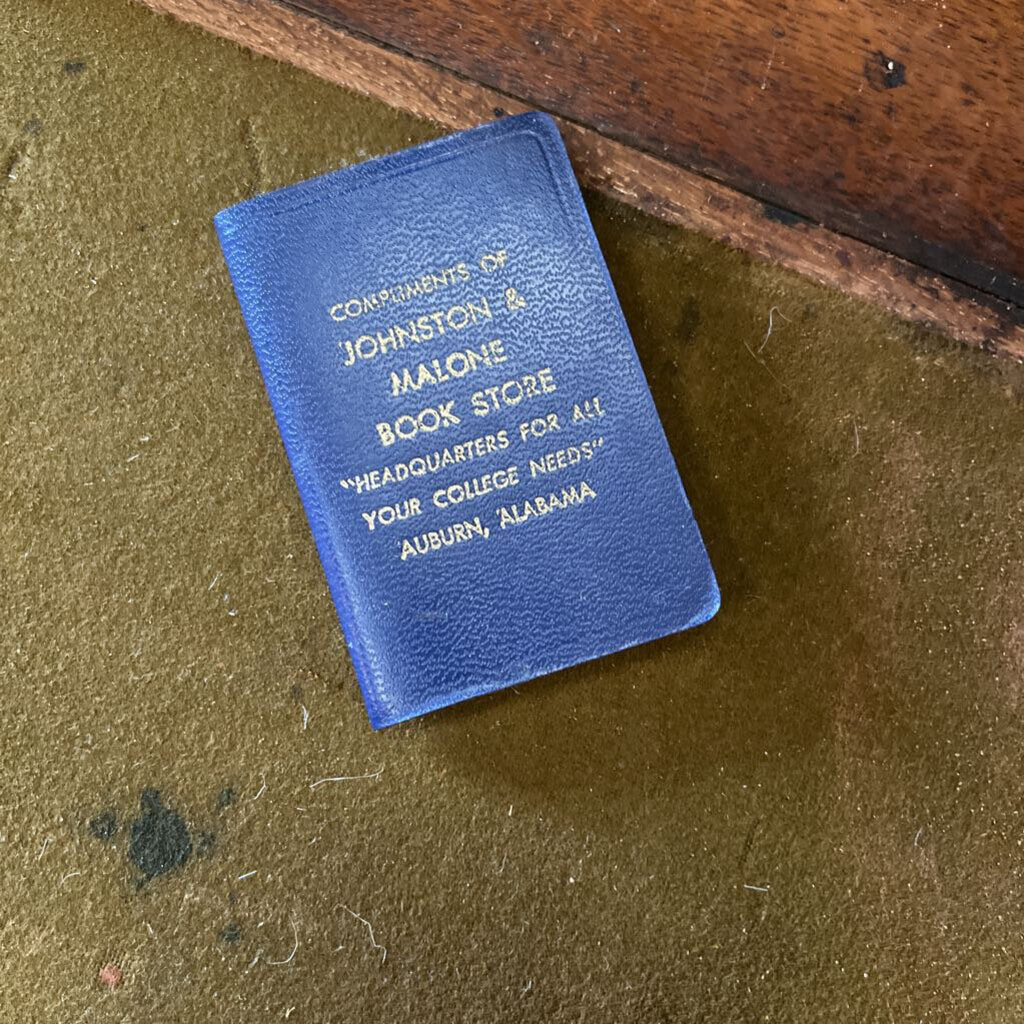 COMPLIMENTS OF
JOHNSTON &
MALONE
BOOK STORE
"HEADQUARTERS FOR ALL
YOUR COLLEGE NEEDS"
AUBURN, ALABAMA